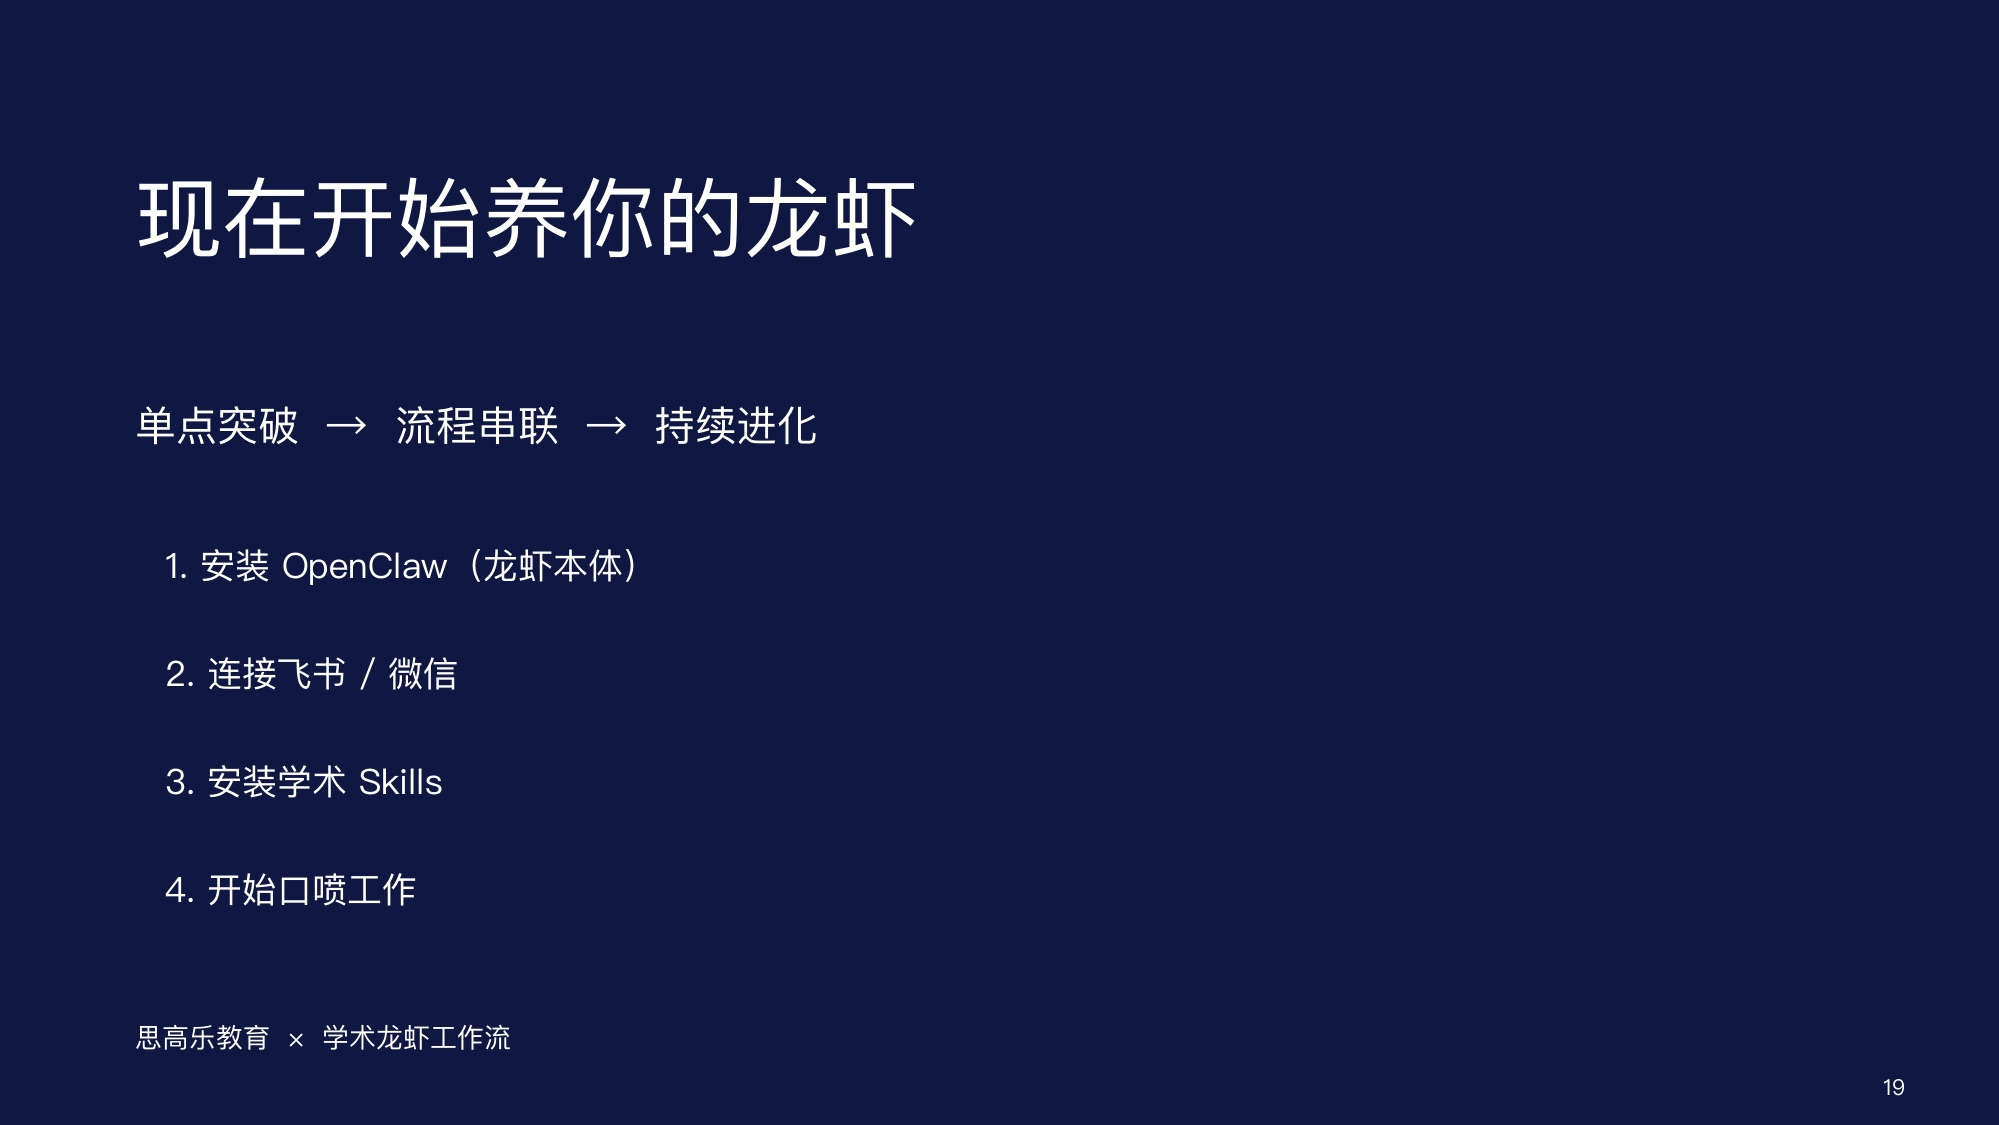 现在开始养你的龙虾
单点突破 → 流程串联 → 持续进化
1. 安装 OpenClaw（龙虾本体）
2. 连接飞书 / 微信
3. 安装学术 Skills
4. 开始口喷工作
思高乐教育 × 学术龙虾工作流
19